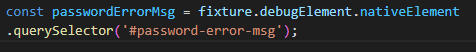 const passwordErrorMsg = fixture.debugElement.nativeElement
.querySelector('#password-error-msg');